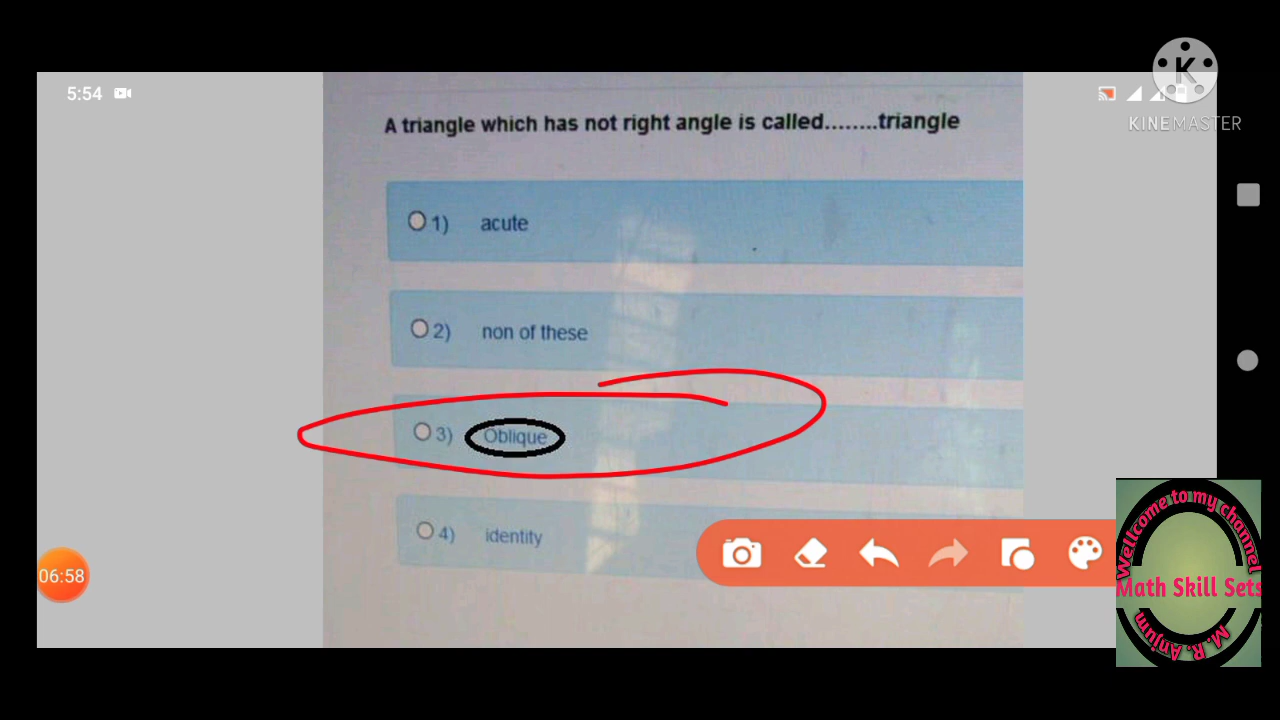 5:54
KINEMASTER
A triangle which has not right angle is called........triangle
1) acute
2) non of these
3) Oblique
4) identity
06:58
Wellcome to my channel
Math Skill Sets
M. R. Anjum